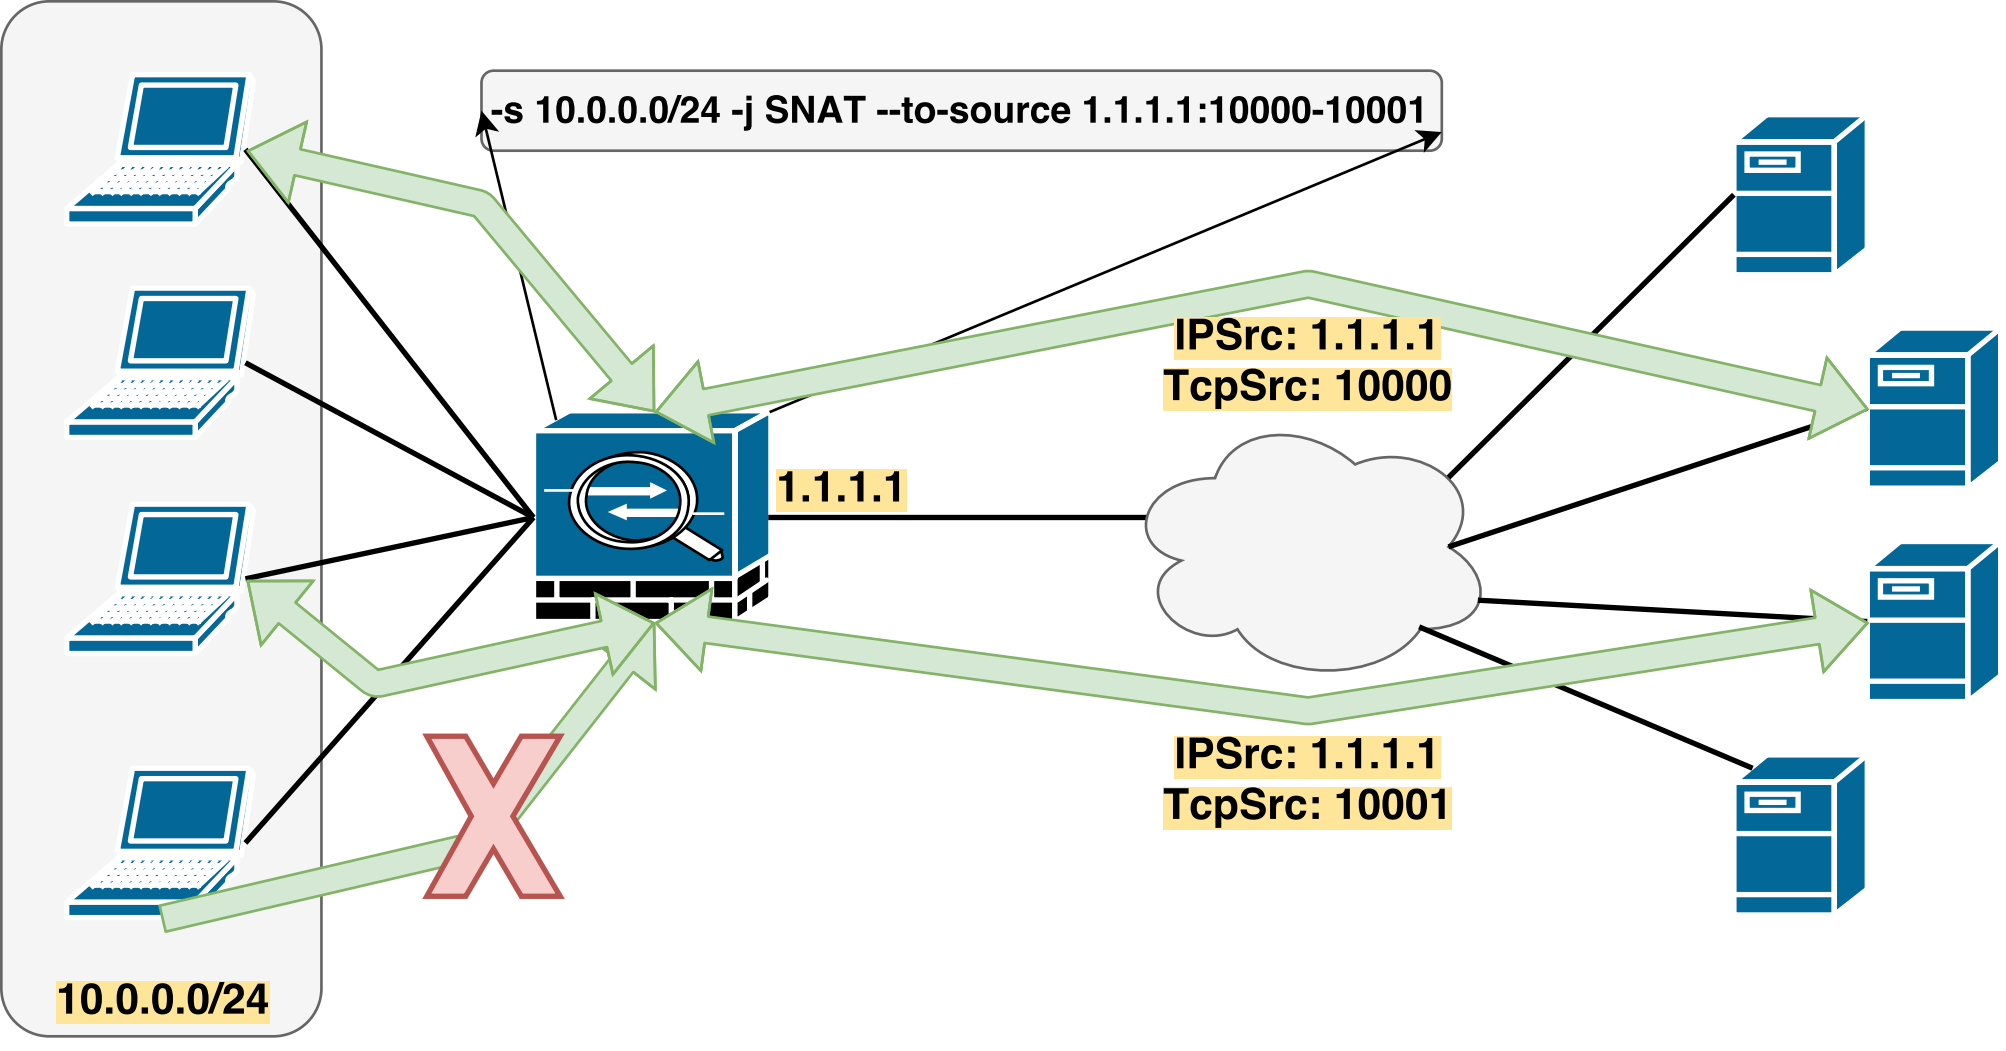 -s 10.0.0.0/24 -j SNAT --to-source 1.1.1.1:10000-10001
IPSrc: 1.1.1.1
TcpSrc: 10000
1.1.1.1
IPSrc: 1.1.1.1
TcpSrc: 10001
10.0.0.0/24